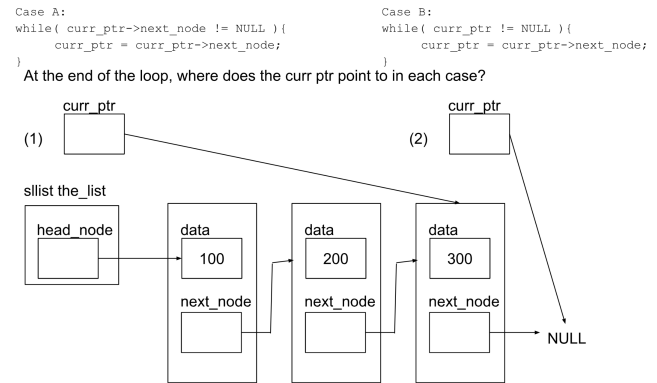 Case A:
while( curr_ptr->next_node != NULL ){
curr_ptr = curr_ptr->next_node;
}
Case B:
while( curr_ptr != NULL ){
curr_ptr = curr_ptr->next_node;
}
At the end of the loop, where does the curr ptr point to in each case?
(1)
curr_ptr
(2)
curr_ptr
sllist the_list
head_node
data
100
next_node
data
200
next_node
data
300
next_node
NULL